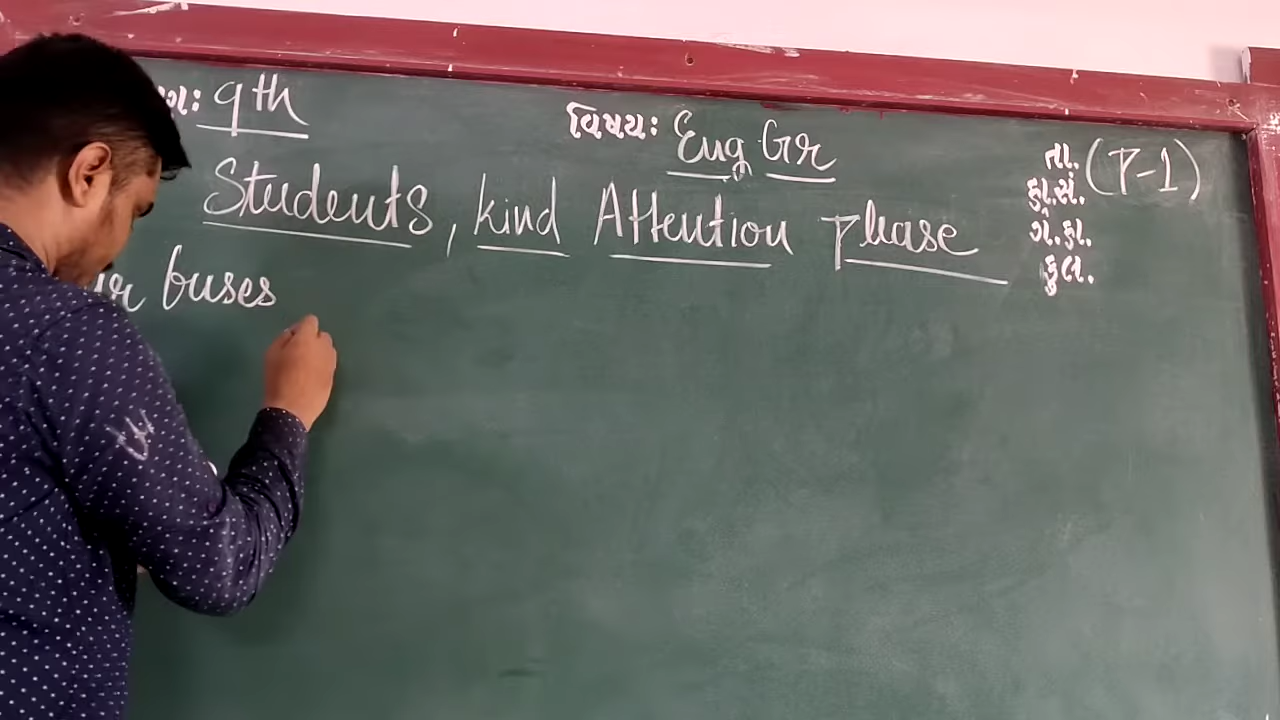 9th
વિષય: Eng Gr
તા. (P-1)
Students, kind Attention please
ફા.સં.
ગે.ફા.
કુલ.
buses